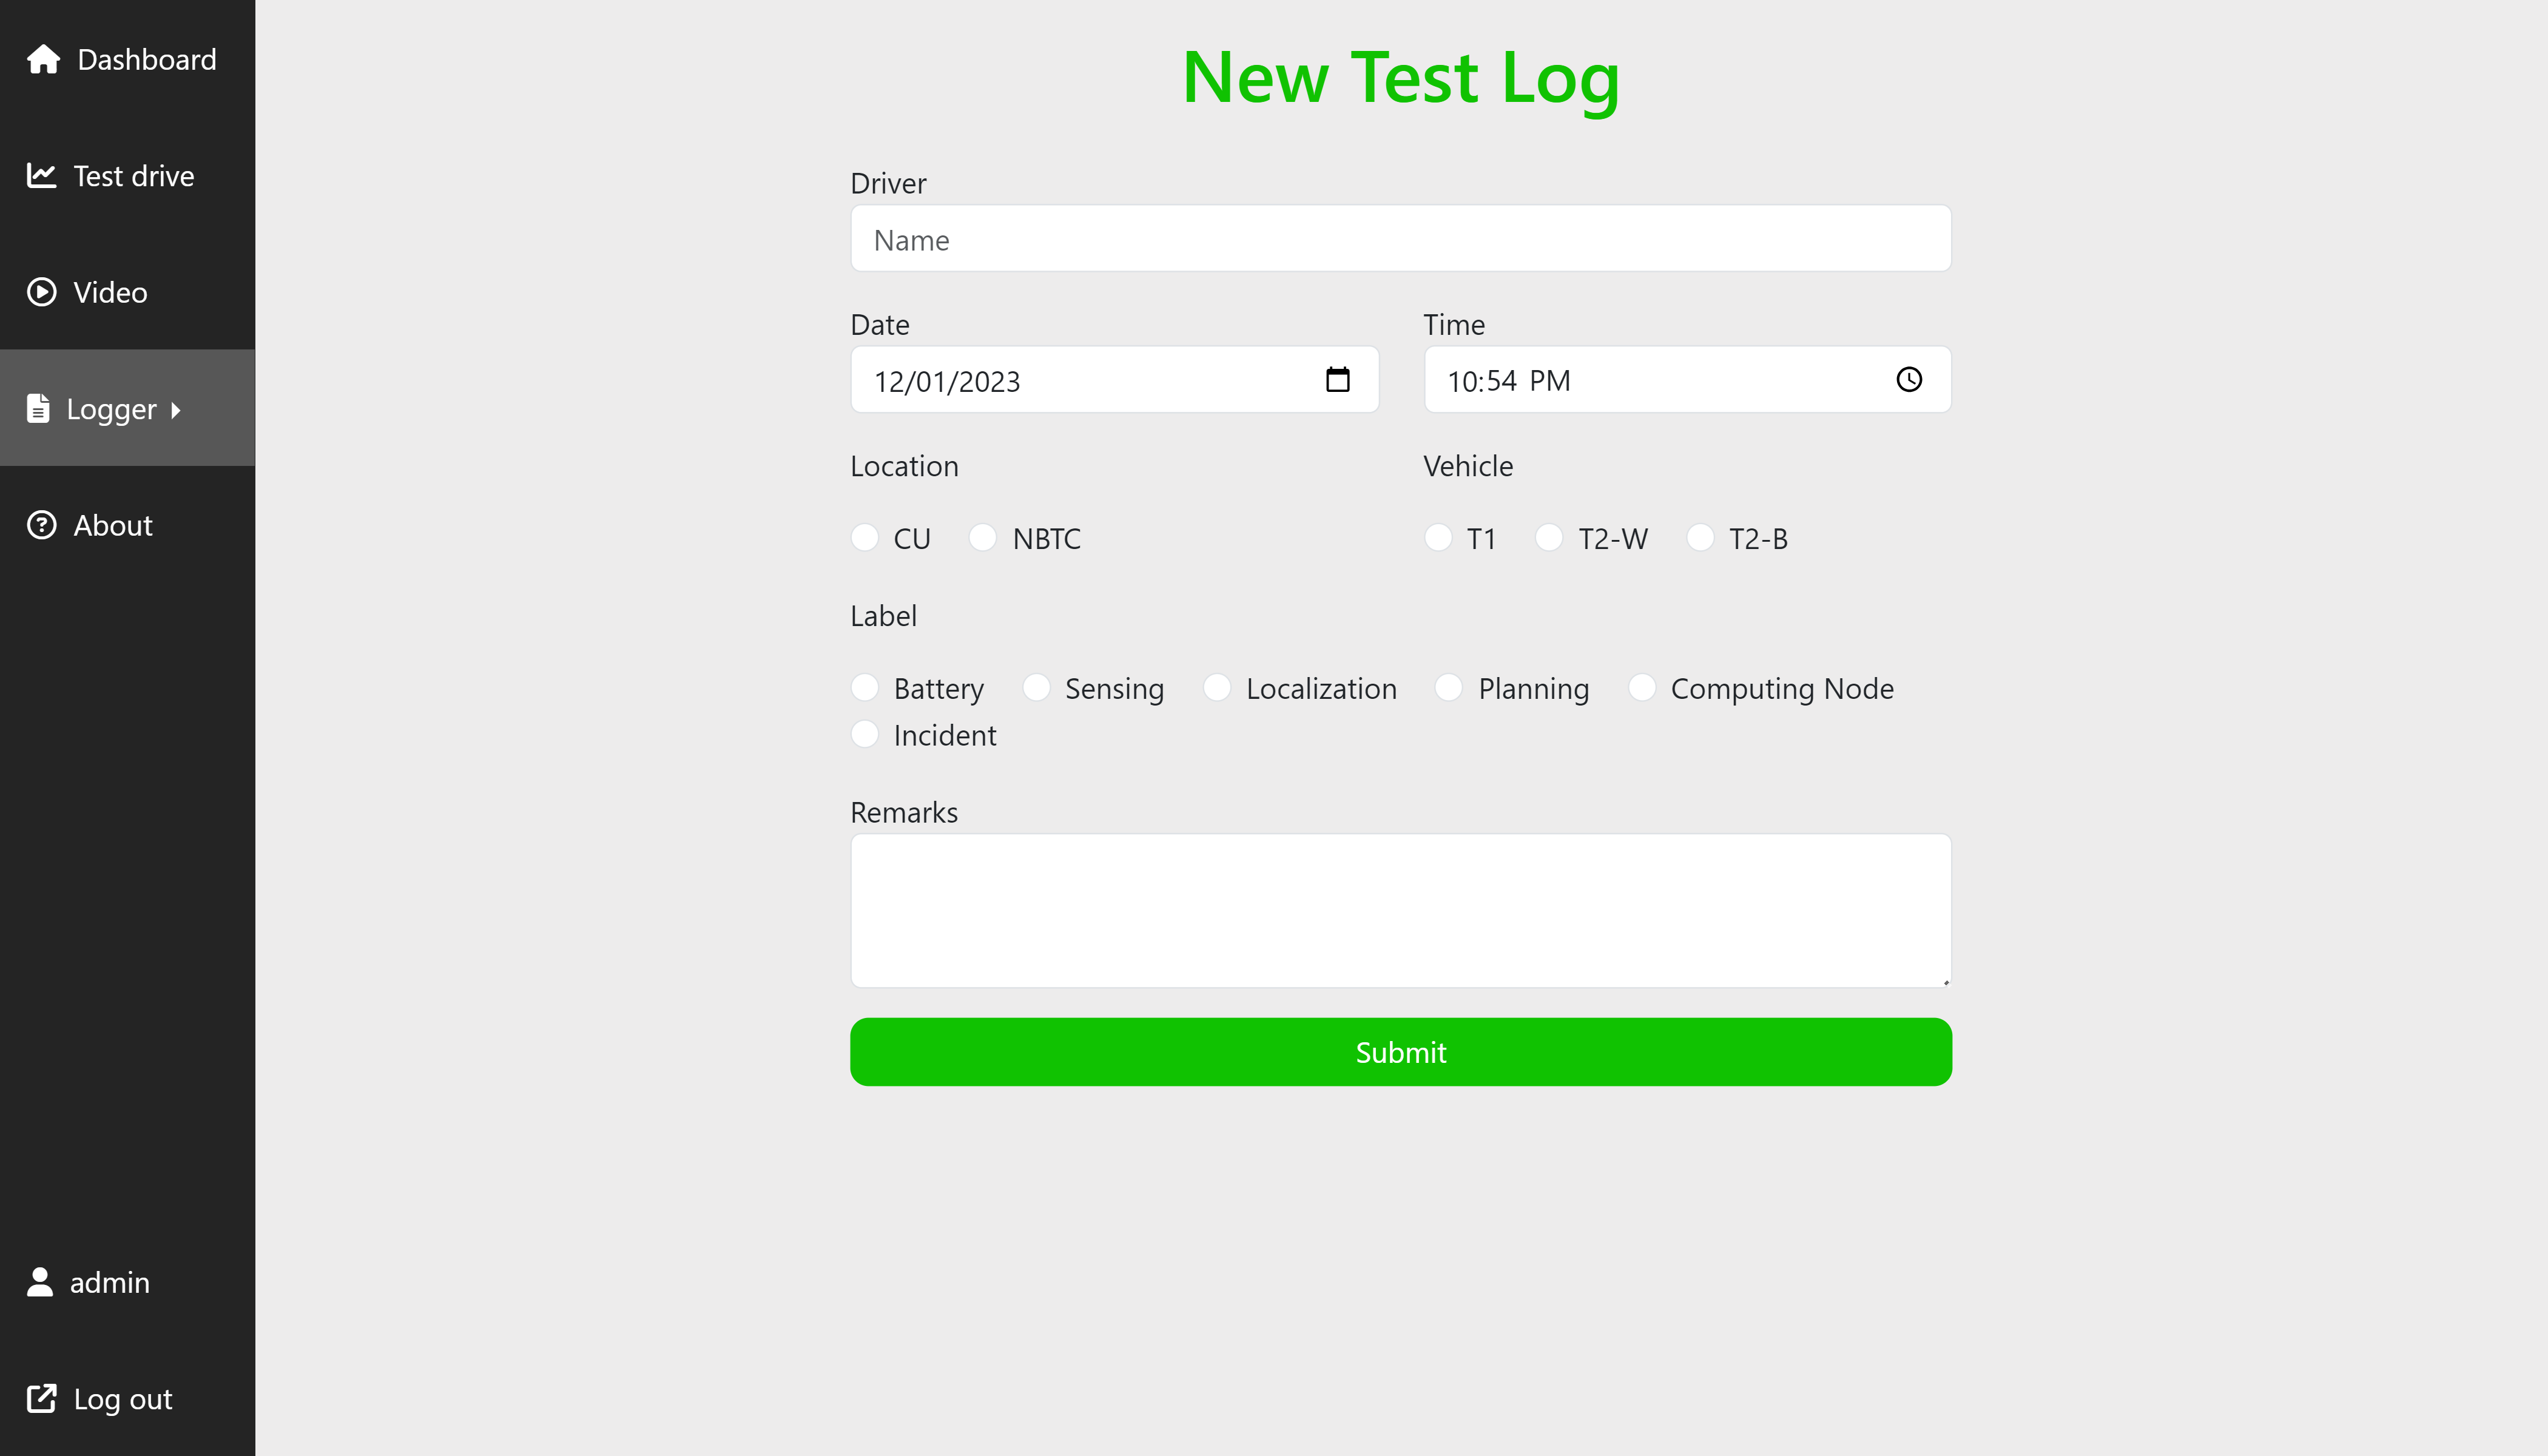 Dashboard
Test drive
Video
Logger
About
admin
Log out
New Test Log
Driver
Name
Date
Time
12/01/2023
10:54 PM
Location
Vehicle
CU NBTC
T1 T2-W T2-B
Label
Battery Sensing Localization Planning Computing Node
Incident
Remarks
Submit